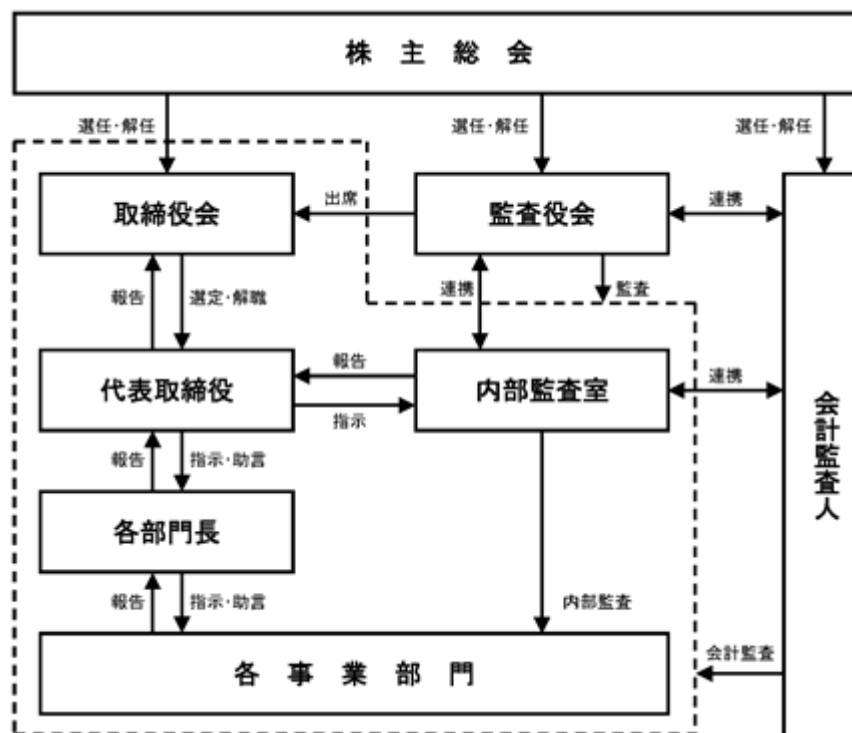 株 主 総 会
選任・解任
選任・解任
選任・解任
取締役会
出席
監査役会
連携
報告
選定・解職
連携
監査
代表取締役
報告
指示
内部監査室
連携
会計監査人
報告
指示・助言
各部門長
報告
指示・助言
内部監査
各 事 業 部 門
会計監査